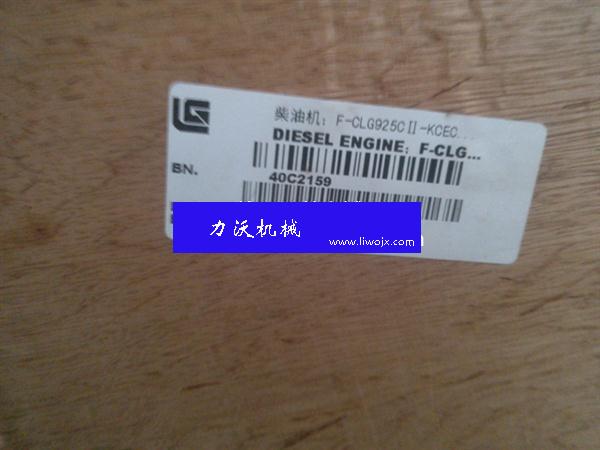 柴油机: F-CLG925CⅡ-KCEC...
DIESEL ENGINE: F-CLG...
BN.
40C2159
力沃机械
www.liwojx.com